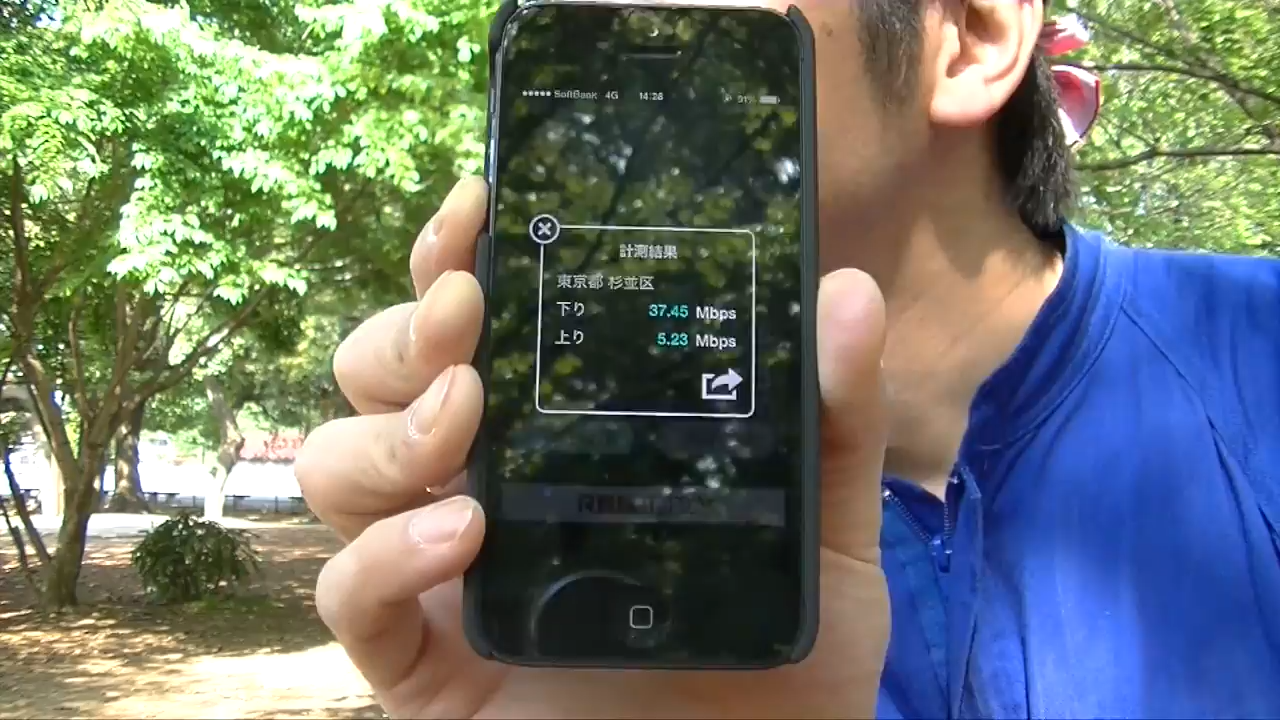 ●●●●● SoftBank 4G 14:28 91%
計測結果
東京都 杉並区
下り 37.45 Mbps
上り 5.23 Mbps